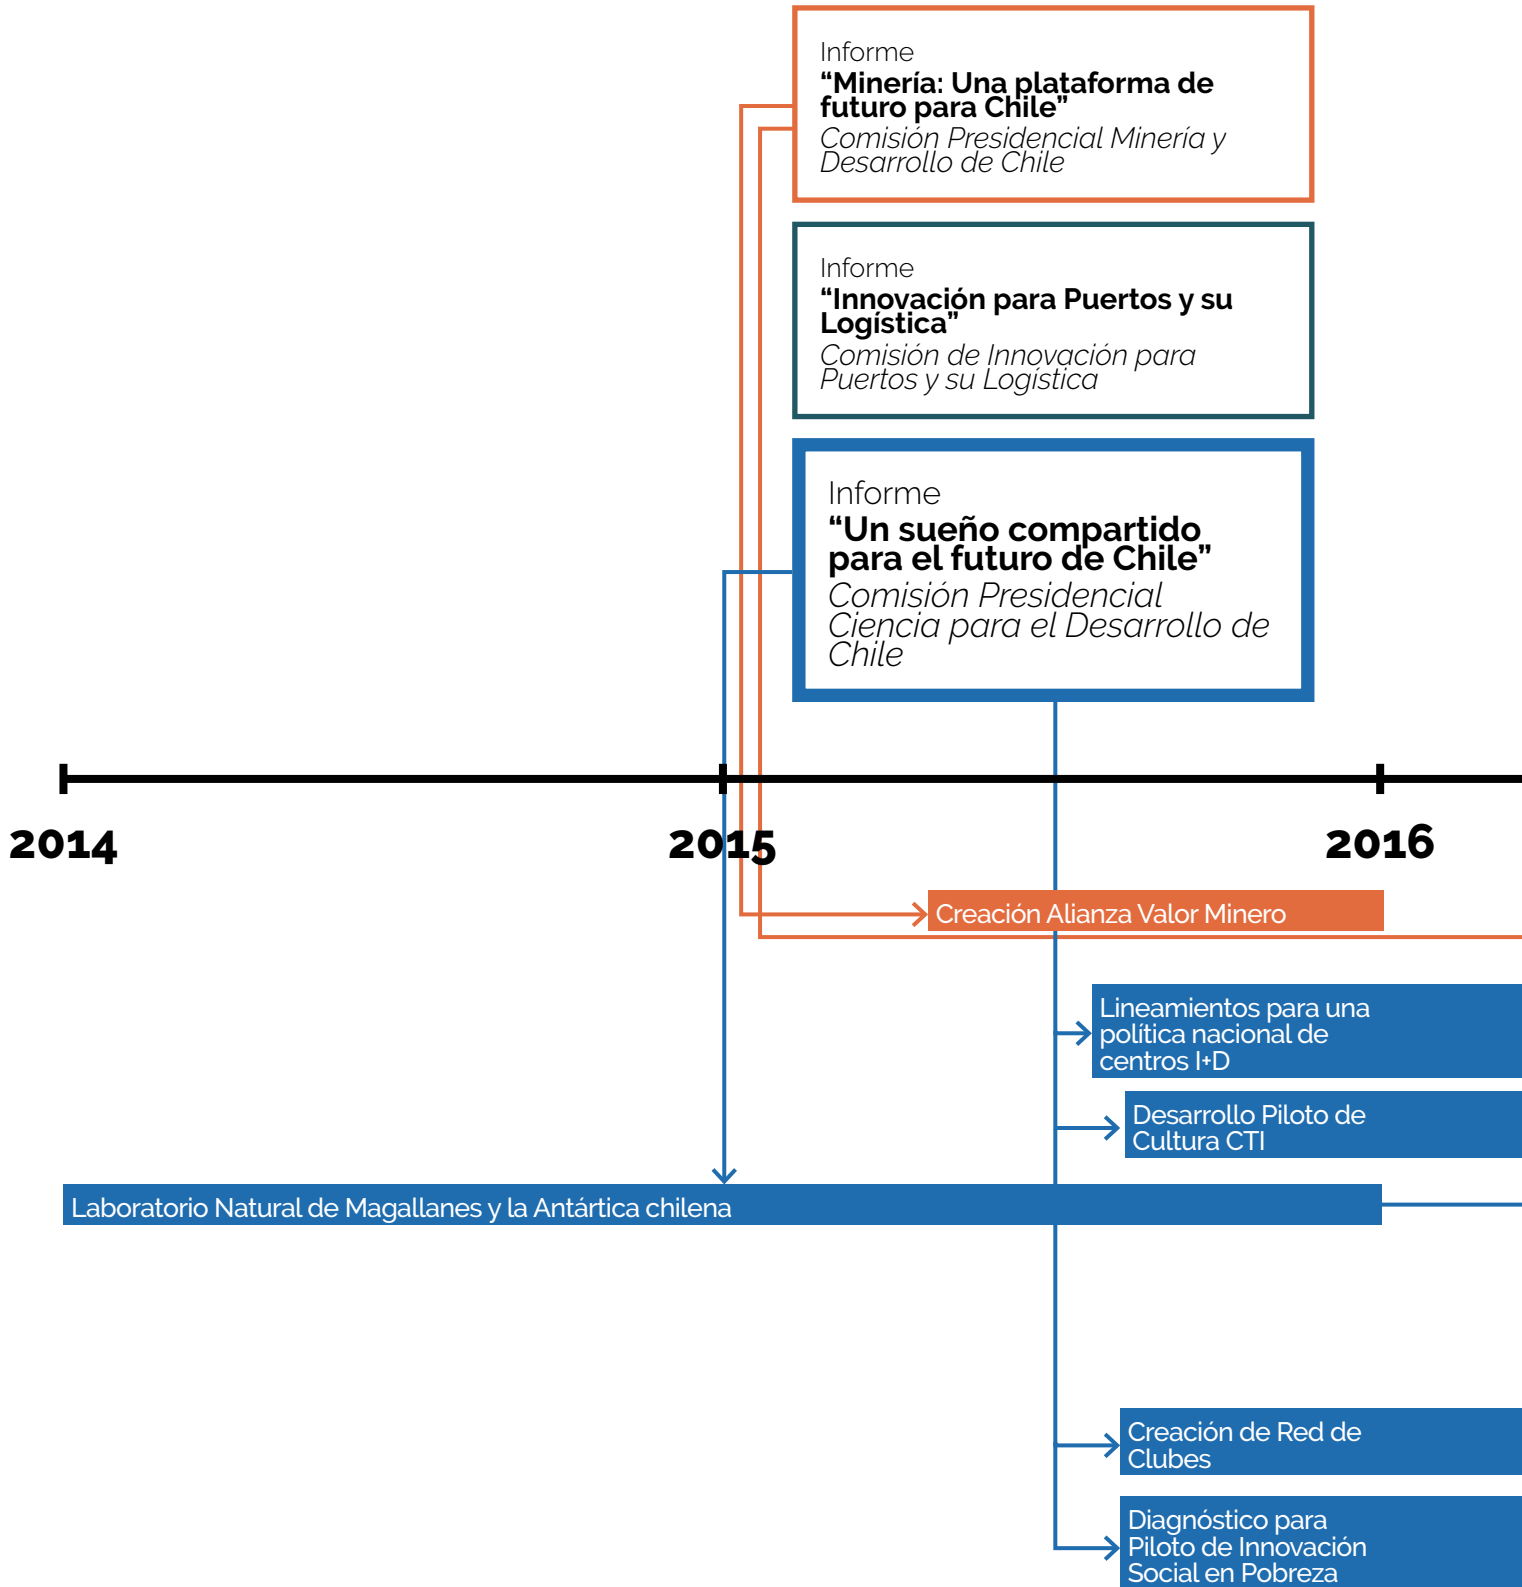 Informe
“Minería: Una plataforma de
futuro para Chile”
Comisión Presidencial Minería y
Desarrollo de Chile
Informe
“Innovación para Puertos y su
Logística”
Comisión de Innovación para
Puertos y su Logística
Informe
“Un sueño compartido
para el futuro de Chile”
Comisión Presidencial
Ciencia para el Desarrollo de
Chile
2014
2015
2016
Creación Alianza Valor Minero
Lineamientos para una
política nacional de
centros I+D
Desarrollo Piloto de
Cultura CTI
Laboratorio Natural de Magallanes y la Antártica chilena
Creación de Red de
Clubes
Diagnóstico para
Piloto de Innovación
Social en Pobreza